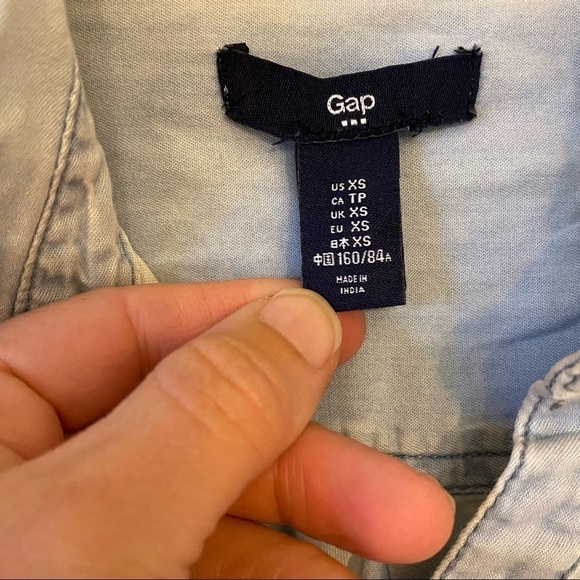 Gap
US XS
CA TP
UK XS
EU XS
日本 XS
中国 160/84A
MADE IN
INDIA